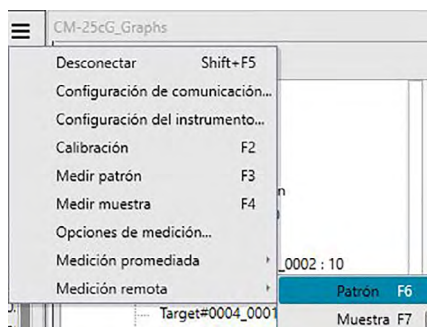 CM-25cG_Graphs
Desconectar Shift+F5
Configuración de comunicación...
Configuración del instrumento...
Calibración F2
Medir patrón F3
Medir muestra F4
Opciones de medición...
Medición promediada
_0002 : 10
Medición remota
Patrón F6
Target#0004_0001
Muestra F7